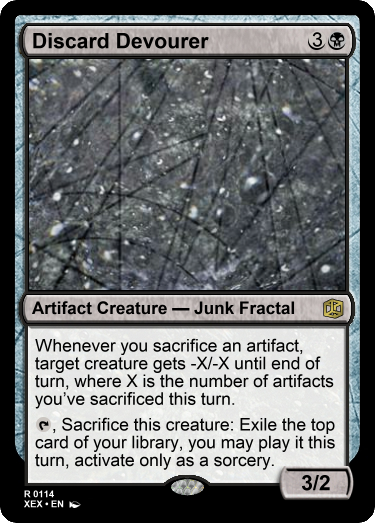 Discard Devourer 3
Artifact Creature — Junk Fractal
Whenever you sacrifice an artifact,
target creature gets -X/-X until end of
turn, where X is the number of artifacts
you've sacrificed this turn.
, Sacrifice this creature: Exile the top
card of your library, you may play it this
turn, activate only as a sorcery.
3/2
R 0114
XEX • EN